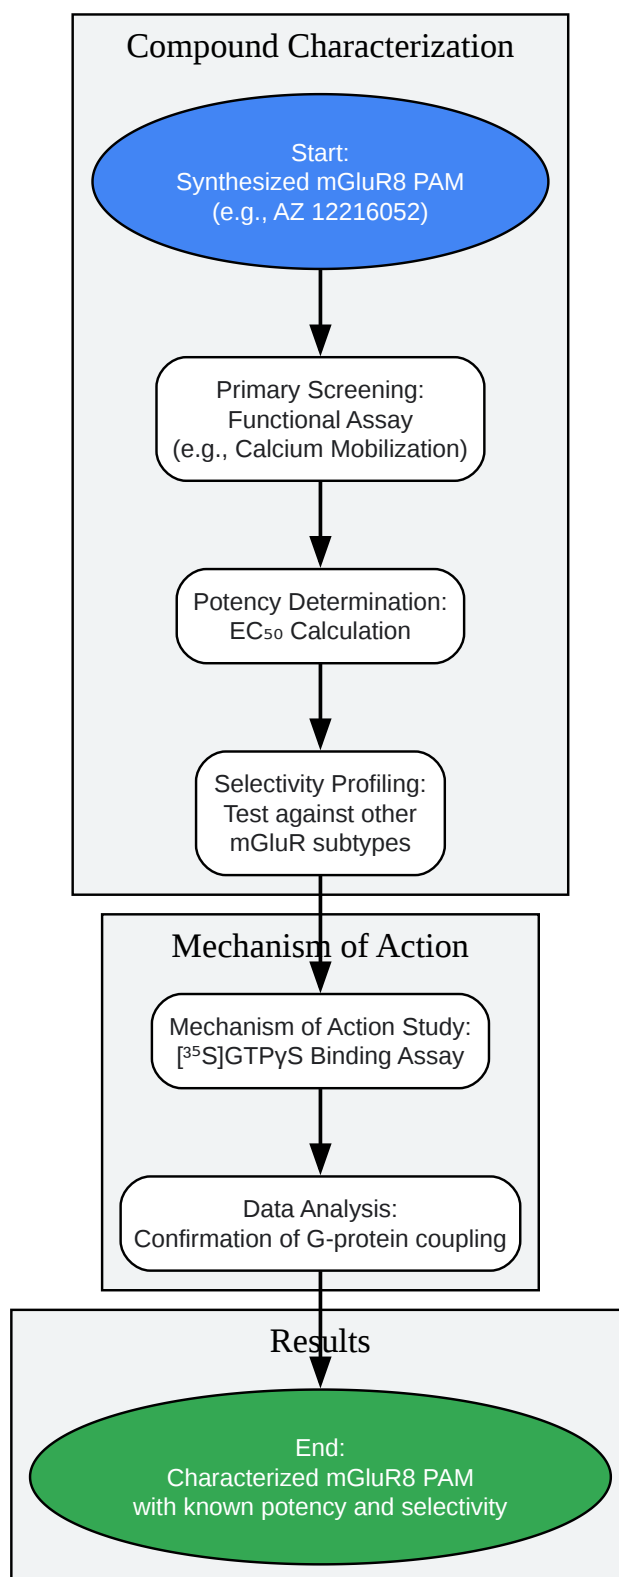 Compound Characterization
Start:
Synthesized mGluR8 PAM
(e.g., AZ 12216052)
Primary Screening:
Functional Assay
(e.g., Calcium Mobilization)
Potency Determination:
EC₅₀ Calculation
Selectivity Profiling:
Test against other
mGluR subtypes
Mechanism of Action
Mechanism of Action Study:
[³⁵S]GTPγS Binding Assay
Data Analysis:
Confirmation of G-protein coupling
Results
End:
Characterized mGluR8 PAM
with known potency and selectivity